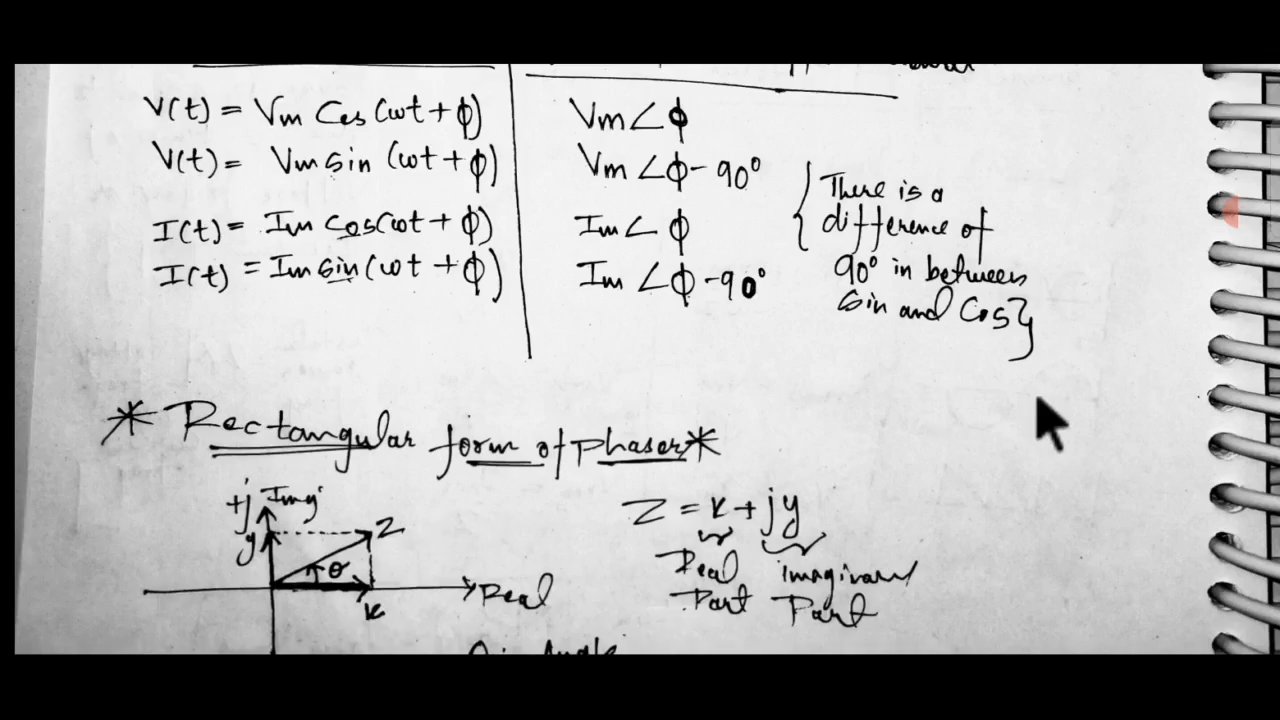 V(t) = Vm Cos (ωt + ϕ)
Vm∠ϕ
V(t) = Vm sin (ωt + ϕ)
Vm ∠ϕ - 90°
I(t) = Im cos(ωt + ϕ)
Im ∠ ϕ
I(t) = Im sin (ωt + ϕ)
Im ∠ϕ - 90°
{ There is a
difference of
90° in between
Sin and Cos}
* Rectangular form of Phaser *
+j Img
y
Z
θ
x
Real
Z = x + jy
Real
Part
imaginary
Part
Angle